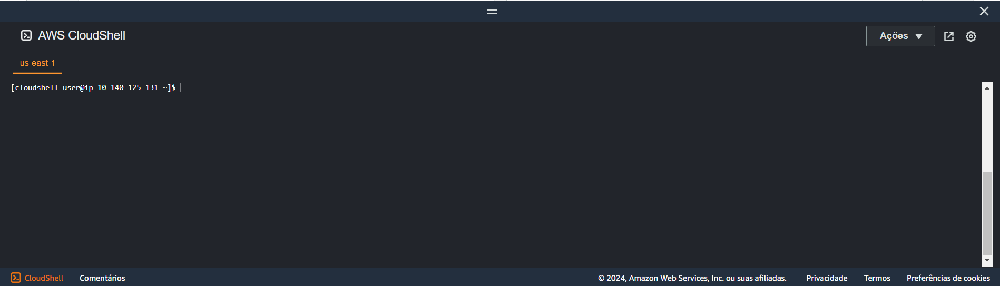 AWS CloudShell
Ações
us-east-1
[cloudshell-user@ip-10-140-125-131 ~]$
CloudShell Comentários © 2024, Amazon Web Services, Inc. ou suas afiliadas. Privacidade Termos Preferências de cookies